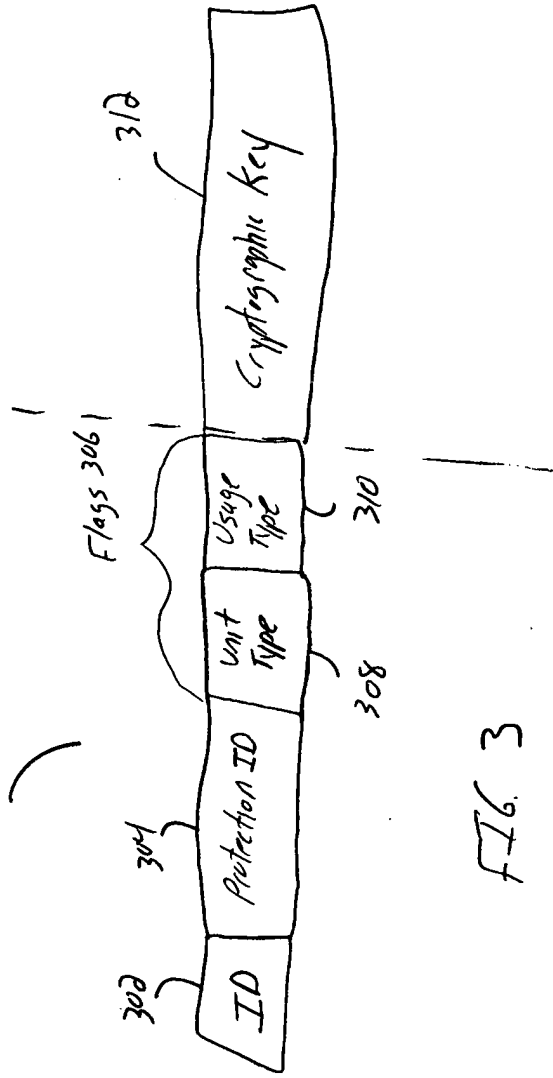 Flags 306
312
302
304
ID
Protection ID
Unit
Type
Usage
Type
Cryptographic Key
308
310
FIG. 3